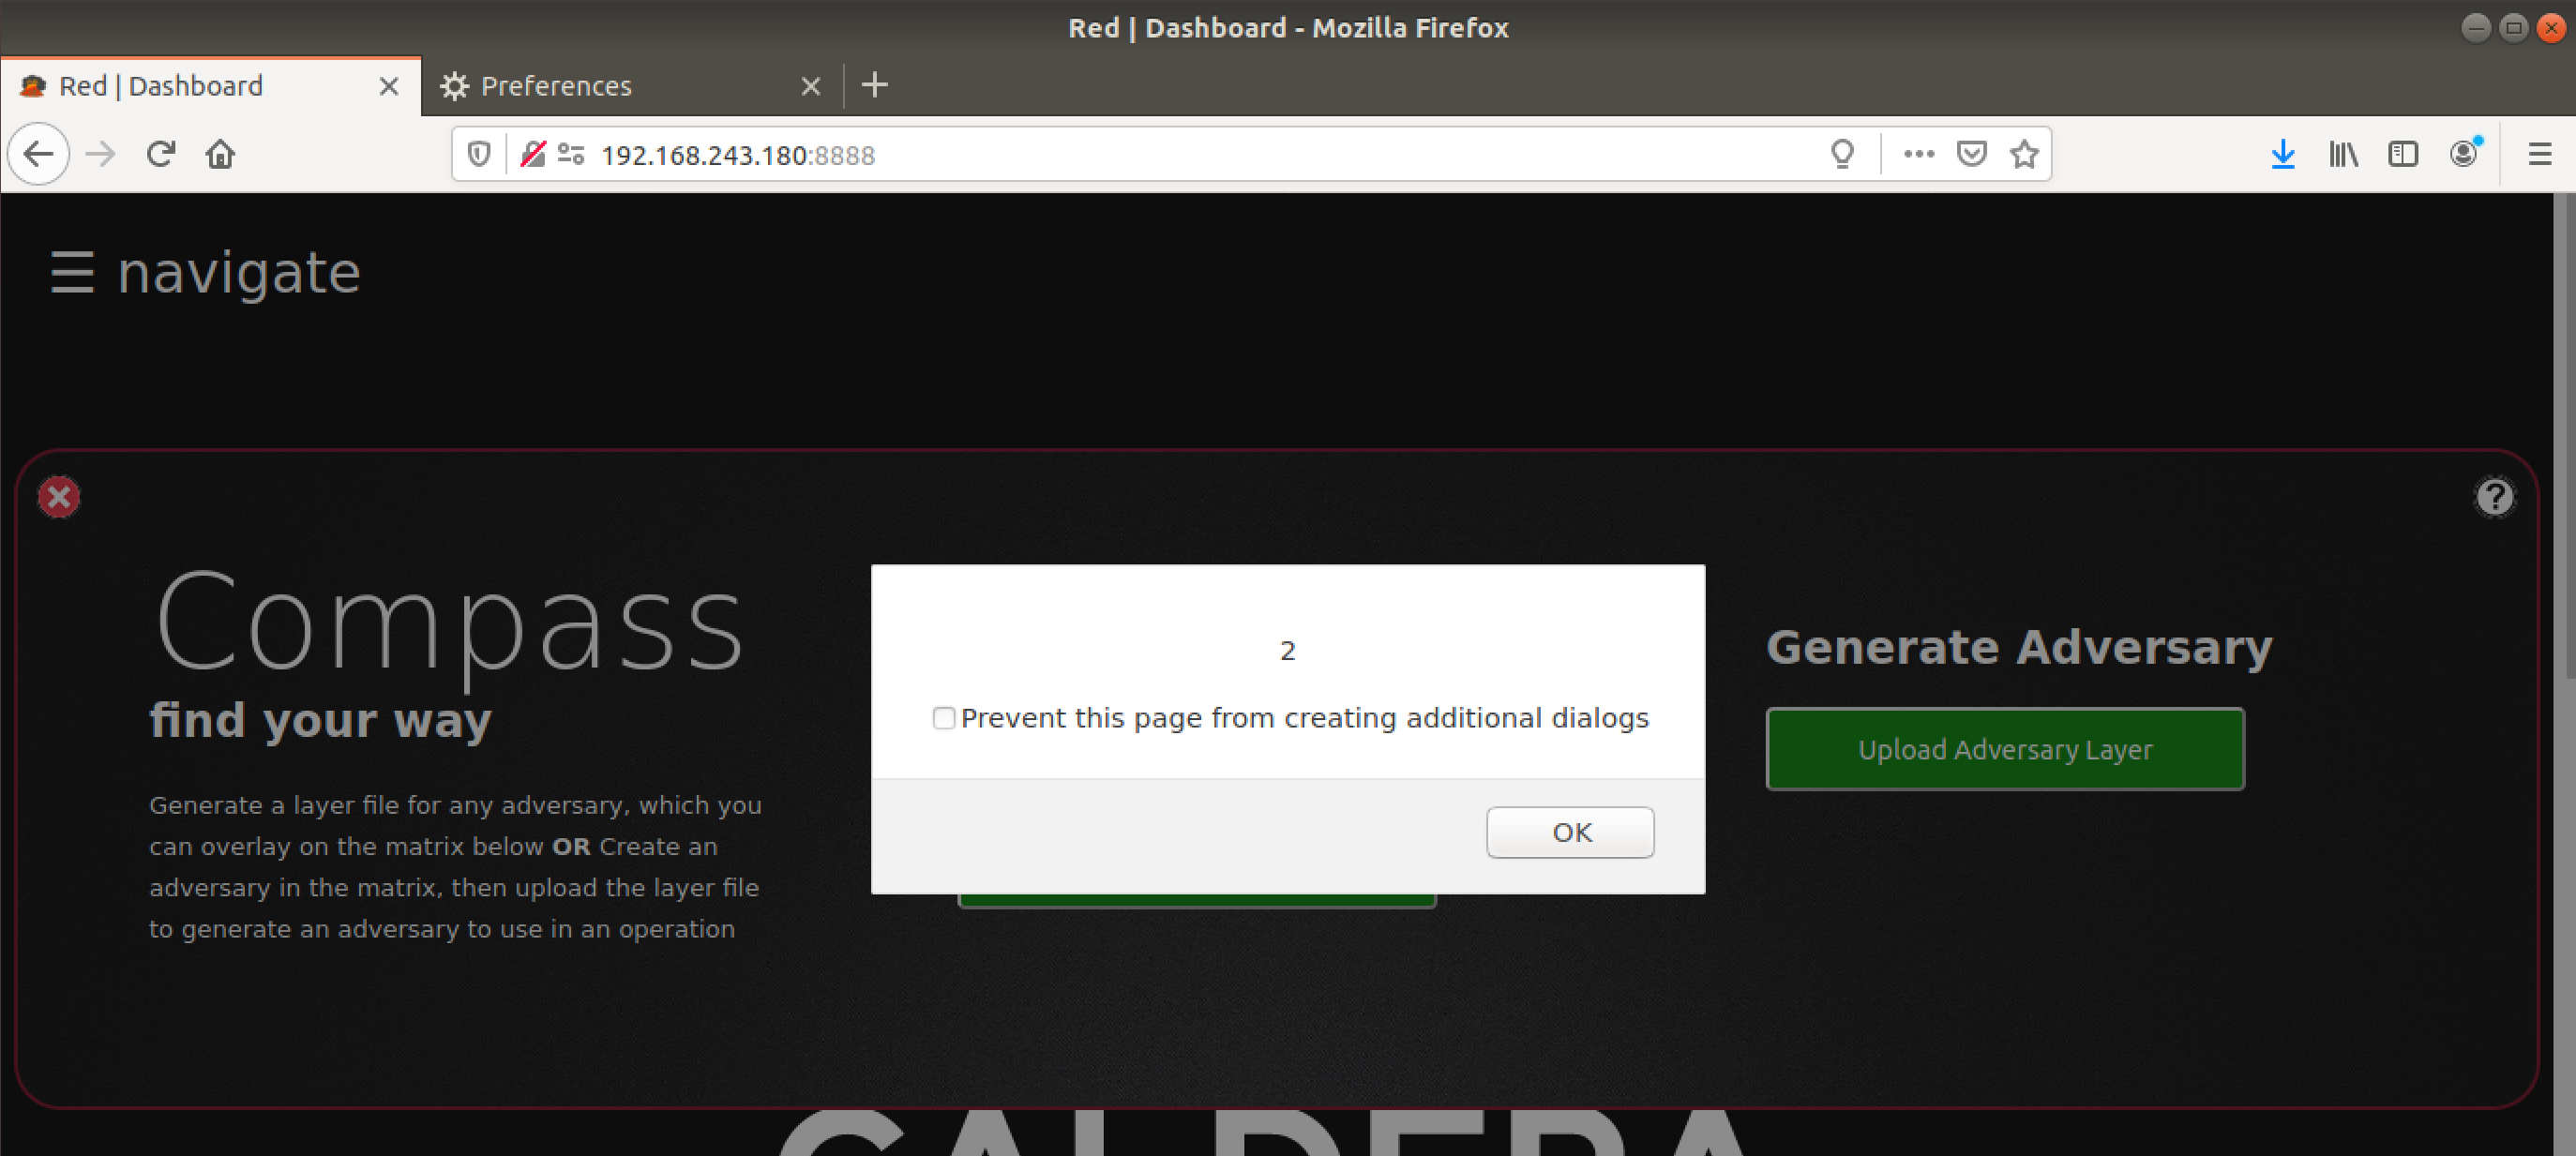 Red | Dashboard - Mozilla Firefox
Red | Dashboard
Preferences
192.168.243.180:8888
navigate
Compass
find your way
Generate a layer file for any adversary, which you
can overlay on the matrix below OR Create an
adversary in the matrix, then upload the layer file
to generate an adversary to use in an operation
2
Prevent this page from creating additional dialogs
OK
Generate Adversary
Upload Adversary Layer
CALDERA